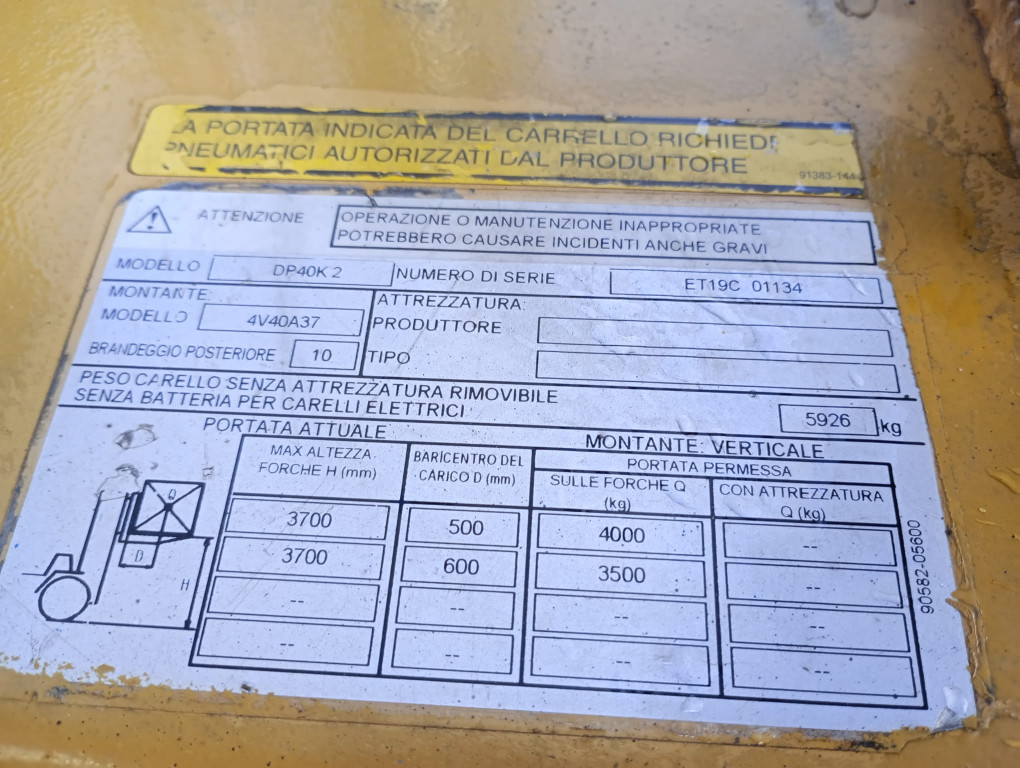 LA PORTATA INDICATA DEL CARRELLO RICHIEDE
PNEUMATICI AUTORIZZATI DAL PRODUTTORE
91383-144
ATTENZIONE
OPERAZIONE O MANUTENZIONE INAPPROPRIATE
POTREBBERO CAUSARE INCIDENTI ANCHE GRAVI
MODELLO DP40K 2 NUMERO DI SERIE ET19C 01134
MONTANTE: ATTREZZATURA:
MODELLO 4V40A37 PRODUTTORE
BRANDEGGIO POSTERIORE 10 TIPO
PESO CARELLO SENZA ATTREZZATURA RIMOVIBILE
SENZA BATTERIA PER CARELLI ELETTRICI 5926 kg
PORTATA ATTUALE MONTANTE: VERTICALE
MAX ALTEZZA BARICENTRO DEL PORTATA PERMESSA
FORCHE H (mm) CARICO D (mm) SULLE FORCHE Q CON ATTREZZATURA
(kg) Q (kg)
3700 500 4000 --
3700 600 3500 --
-- -- -- --
-- -- -- --
Q
D
H
90582-05600